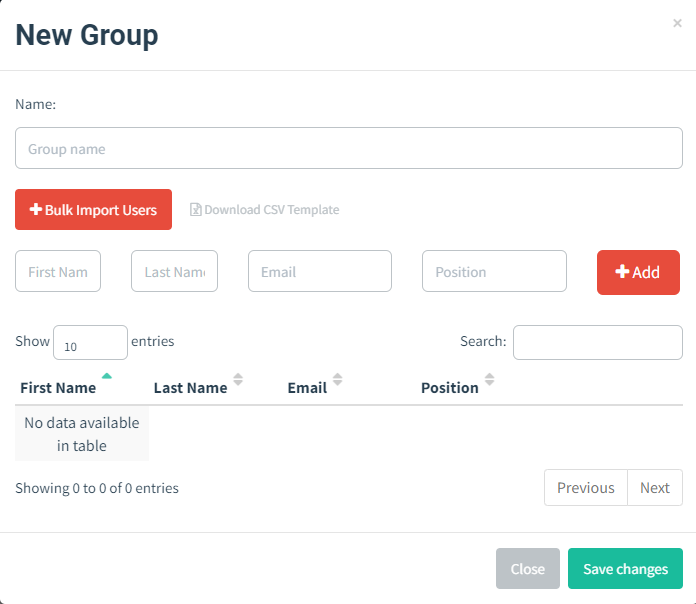 New Group
×
Name:
Group name
Bulk Import Users Download CSV Template
First Nam Last Name Email Position Add
Show 10 entries Search:
First Name Last Name Email Position
No data available
in table
Showing 0 to 0 of 0 entries Previous Next
Close Save changes